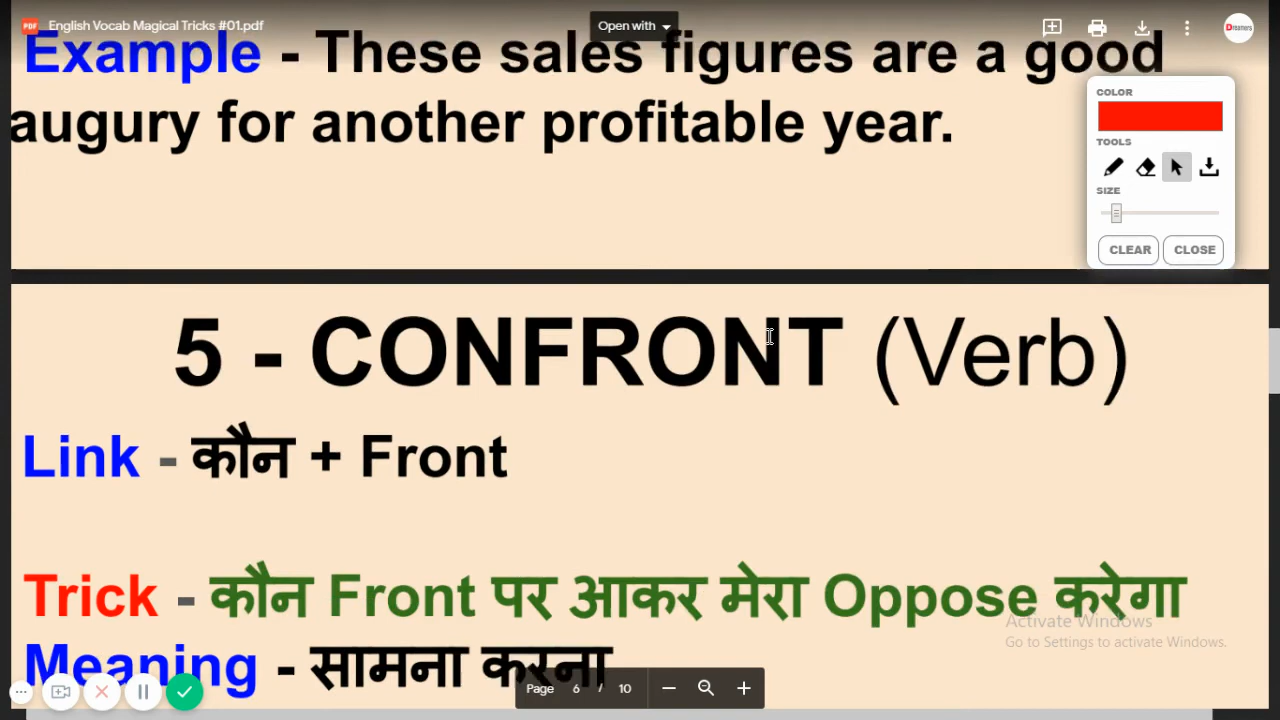 English Vocab Magical Tricks #01.pdf
Open with
Example - These sales figures are a good
augury for another profitable year.
COLOR
TOOLS
SIZE
CLEAR CLOSE
5 - CONFRONT (Verb)
Link - कौन + Front
Trick - कौन Front पर आकर मेरा Oppose करेगा
Meaning - सामना करना
Activate Windows
Go to Settings to activate Windows.
Page 6 / 10
PDF
Dreamers